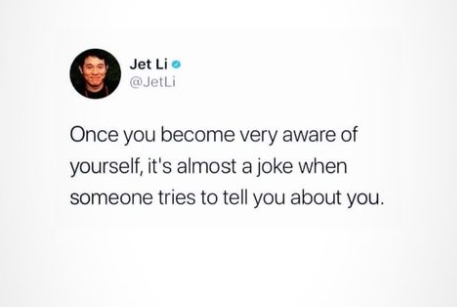 Jet Li
@JetLi
Once you become very aware of
yourself, it's almost a joke when
someone tries to tell you about you.